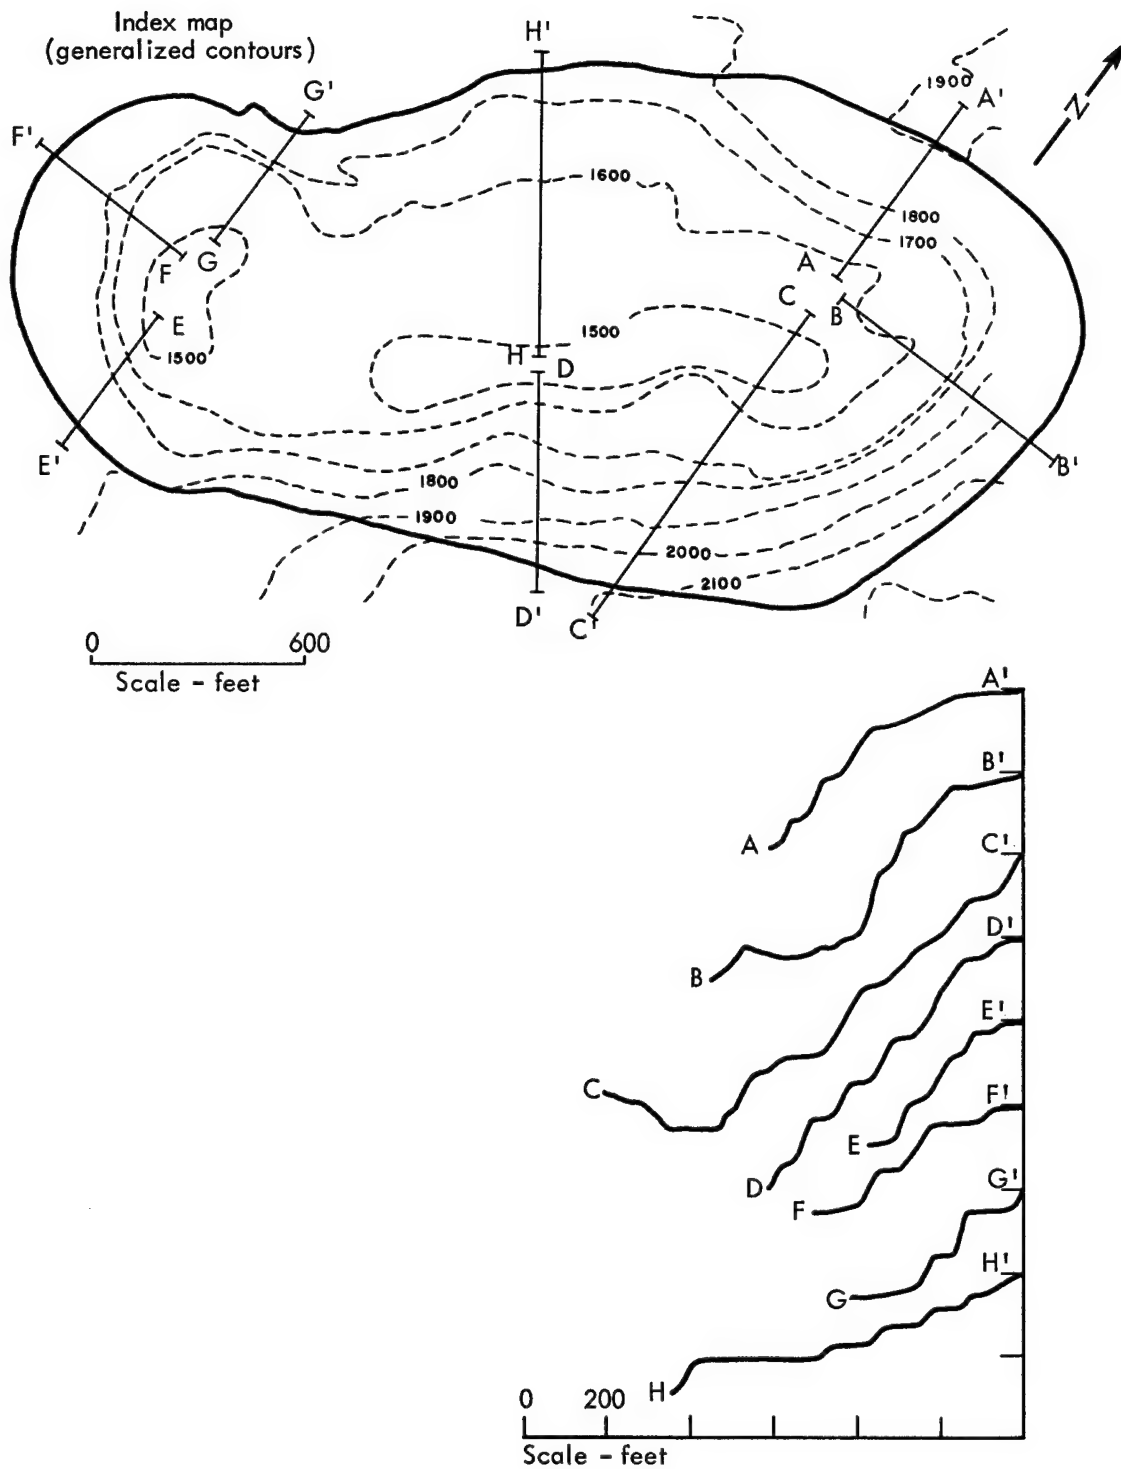 Index map
(generalized contours)
H'
G'
F'
1900
A'
N
1600
1800
1700
F
G
A
C
B
E
1500
1500
H
D
E'
B'
1800
1900
2000
2100
D'
C'
0 600
Scale - feet
A'
B'
A
C'
B
D'
E'
C
F'
E
D
F
G'
G
H'
H
0 200
Scale - feet